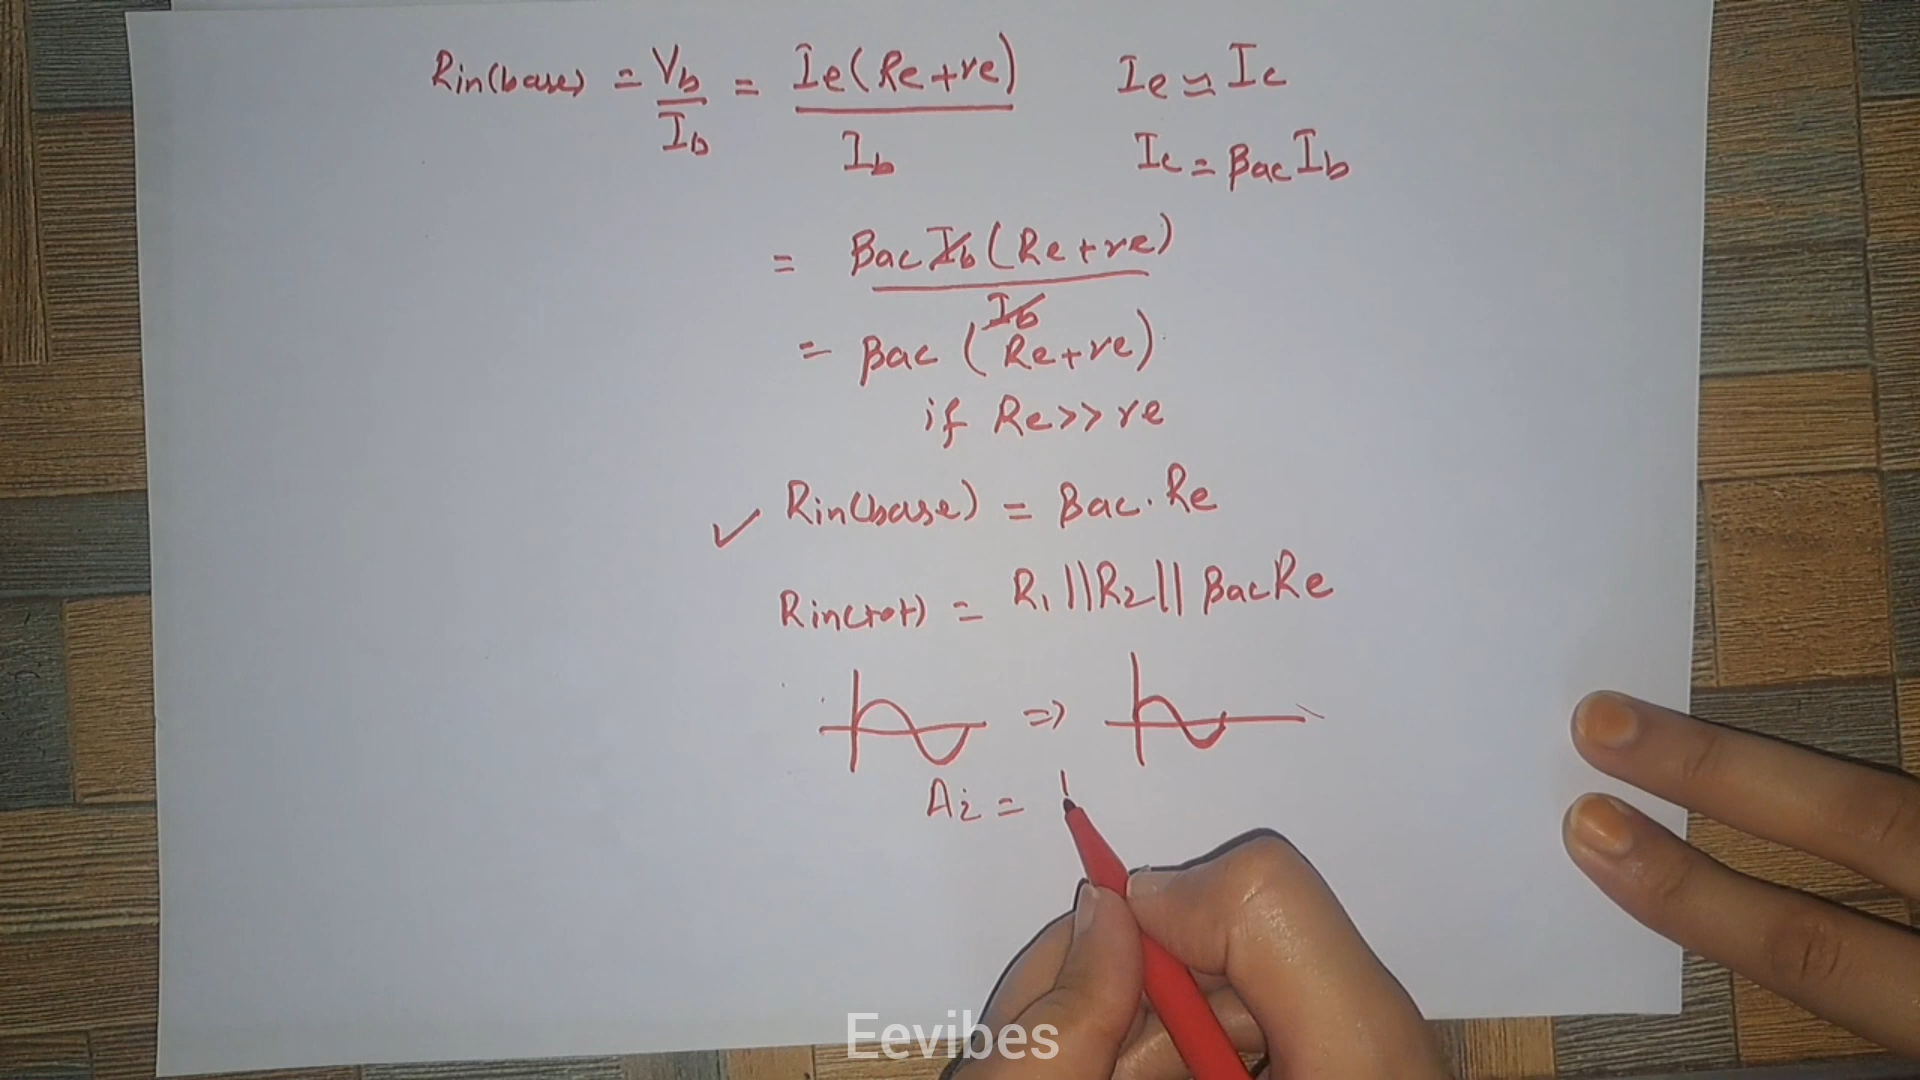 Rin(base) = Vb/Ib = Ie(Re+re)/Ib    Ie ≃ Ic
Ic = βac Ib
= βac Ib(Re+re)/Ib
= βac (Re+re)
if Re>>re
✓ Rin(base) = βac.Re
Rin(tot) = R1||R2||βacRe
=>
Ai =
Eevibes